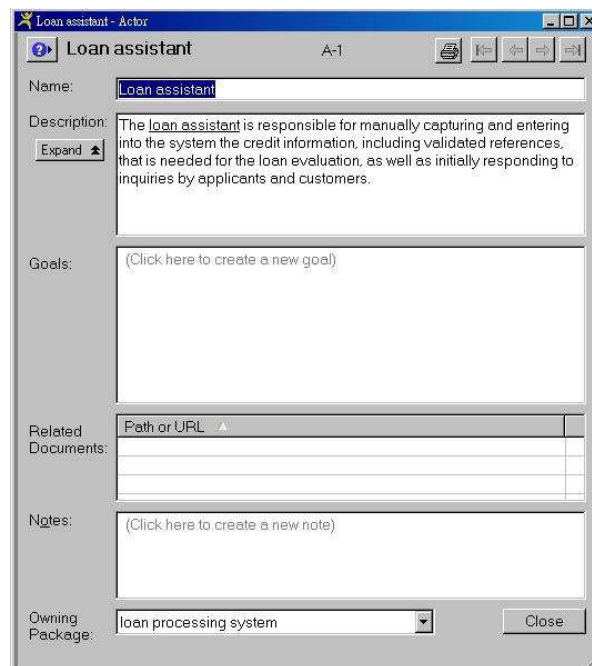 Loan assistant - Actor
Loan assistant A-1
Name: Loan assistant
Description: The loan assistant is responsible for manually capturing and entering
into the system the credit information, including validated references,
Expand that is needed for the loan evaluation, as well as initially responding to
inquiries by applicants and customers.
Goals: (Click here to create a new goal)
Related
Documents:
Path or URL
Notes: (Click here to create a new note)
Owning
Package:
loan processing system
Close